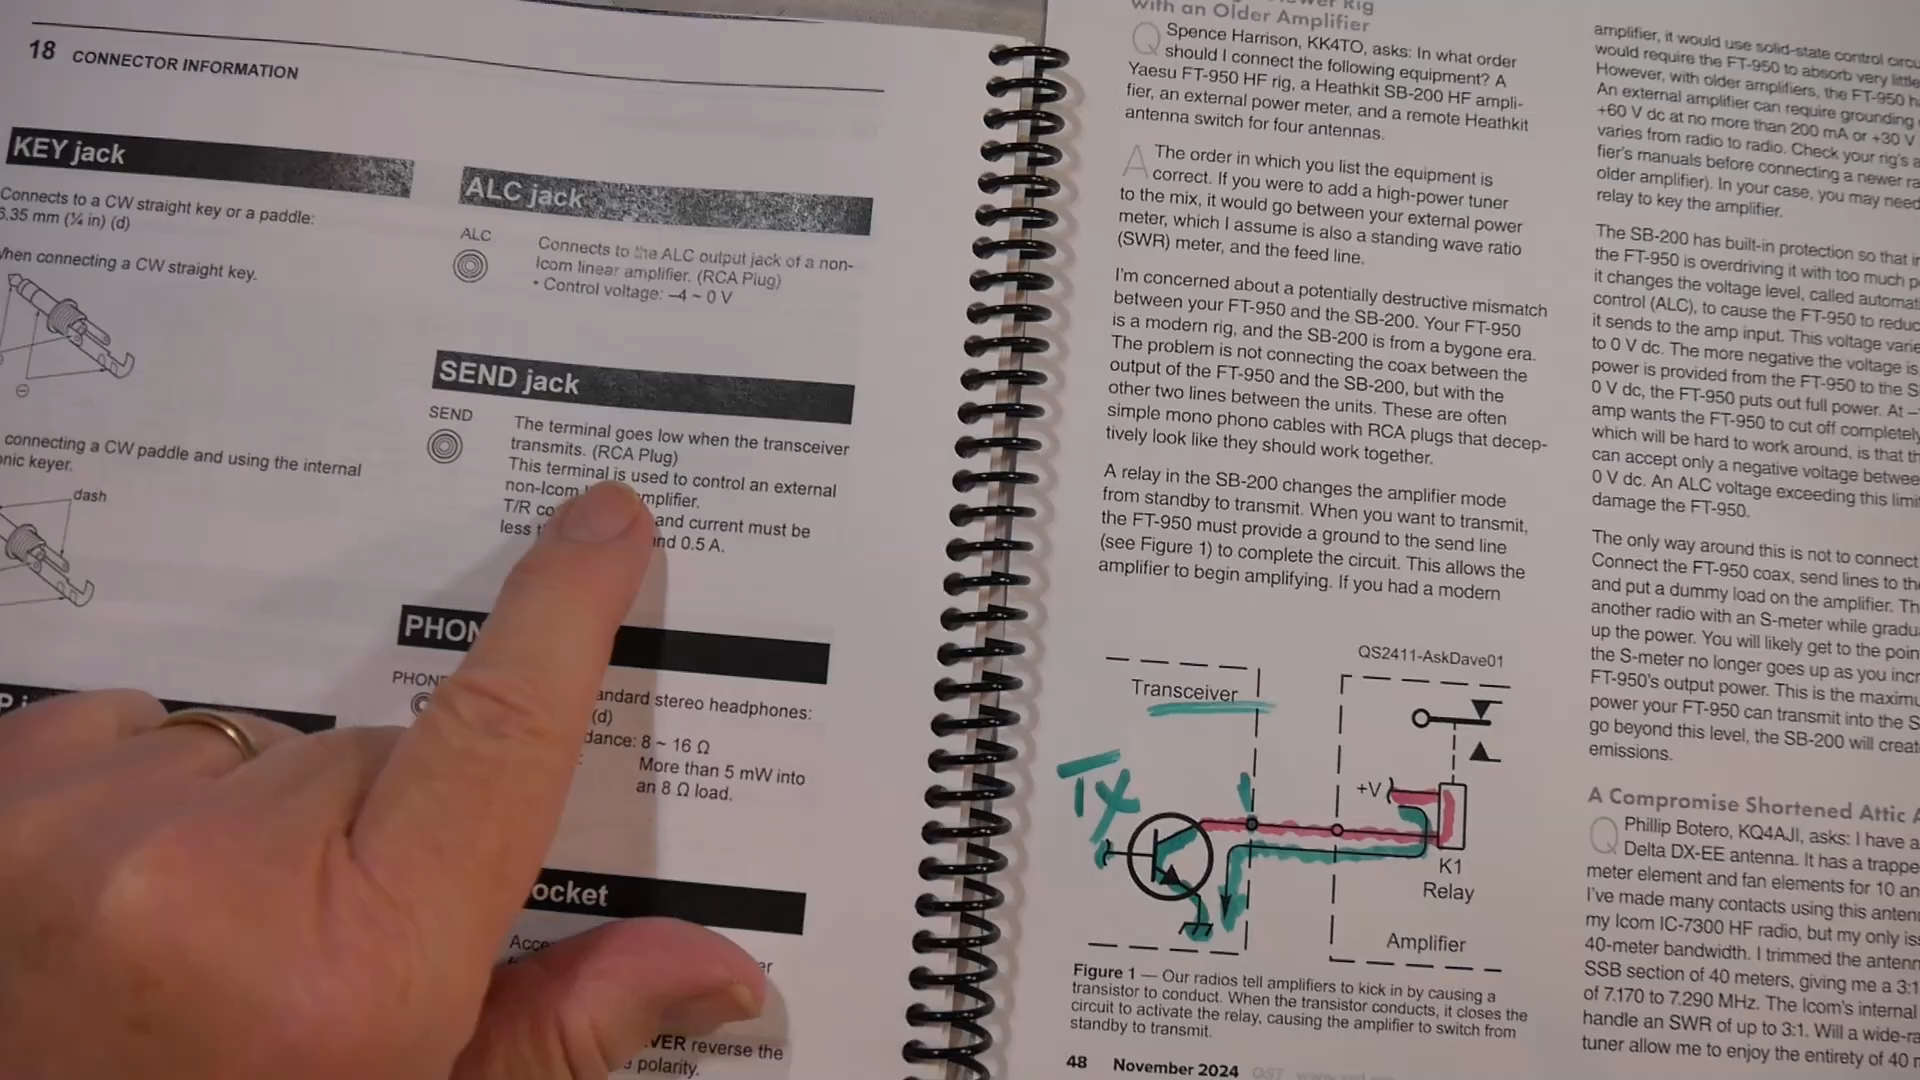 18 CONNECTOR INFORMATION
KEY jack
Connects to a CW straight key or a paddle:
6.35 mm (¼ in) (d)
When connecting a CW straight key.
connecting a CW paddle and using the internal
keyer.
dash
ALC jack
ALC
Connects to the ALC output jack of a non-
Icom linear amplifier. (RCA Plug)
• Control voltage: –4 ~ 0 V
SEND jack
SEND
The terminal goes low when the transceiver
transmits. (RCA Plug)
This terminal is used to control an external
non-Icom
T/R and current must be
less and 0.5 A.
PHONE
stereo headphones:
(d)
8 ~ 16 Ω
More than 5 mW into
an 8 Ω load.
reverse the
polarity.
with an Older Amplifier
Q Spence Harrison, KK4TO, asks: In what order
should I connect the following equipment? A
Yaesu FT-950 HF rig, a Heathkit SB-200 HF ampli-
fier, an external power meter, and a remote Heathkit
antenna switch for four antennas.
A The order in which you list the equipment is
correct. If you were to add a high-power tuner
to the mix, it would go between your external power
meter, which I assume is also a standing wave ratio
(SWR) meter, and the feed line.
I'm concerned about a potentially destructive mismatch
between your FT-950 and the SB-200. Your FT-950
is a modern rig, and the SB-200 is from a bygone era.
The problem is not connecting the coax between the
output of the FT-950 and the SB-200, but with the
other two lines between the units. These are often
simple mono phono cables with RCA plugs that decep-
tively look like they should work together.
A relay in the SB-200 changes the amplifier mode
from standby to transmit. When you want to transmit,
the FT-950 must provide a ground to the send line
(see Figure 1) to complete the circuit. This allows the
amplifier to begin amplifying. If you had a modern
QS2411-AskDave01
Transceiver
TX
+V
K1
Relay
Amplifier
Figure 1 — Our radios tell amplifiers to kick in by causing a
transistor to conduct. When the transistor conducts, it closes the
circuit to activate the relay, causing the amplifier to switch from
standby to transmit.
48 November 2024 QST
amplifier, it would use solid-state control
would require the FT-950 to absorb very little
However, with older amplifiers, the FT-950
An external amplifier can require grounding
+60 V dc at no more than 200 mA or +30 V
varies from radio to radio. Check your rig's
fier's manuals before connecting a newer
older amplifier). In your case, you may need
relay to key the amplifier.
The SB-200 has built-in protection so that
the FT-950 is overdriving it with too much
it changes the voltage level, called
control (ALC), to cause the FT-950 to
it sends to the amp input. This voltage
to 0 V dc. The more negative the voltage is
power is provided from the FT-950 to the
0 V dc, the FT-950 puts out full power. At
amp wants the FT-950 to cut off completely
which will be hard to work around, is that
can accept only a negative voltage
0 V dc. An ALC voltage exceeding this
damage the FT-950.
The only way around this is not to connect
Connect the FT-950 coax, send lines to
and put a dummy load on the amplifier.
another radio with an S-meter while
up the power. You will likely get to the
the S-meter no longer goes up as you
FT-950's output power. This is the
power your FT-950 can transmit into the
go beyond this level, the SB-200 will
emissions.
A Compromise Shortened Attic
Q Phillip Botero, KQ4AJI, asks: I have a
Delta DX-EE antenna. It has a
meter element and fan elements for 10
I've made many contacts using this
my Icom IC-7300 HF radio, but my only
40-meter bandwidth. I trimmed the
SSB section of 40 meters, giving me a 3:1
of 7.170 to 7.290 MHz. The Icom's internal
handle an SWR of up to 3:1. Will a
tuner allow me to enjoy the entirety of 40